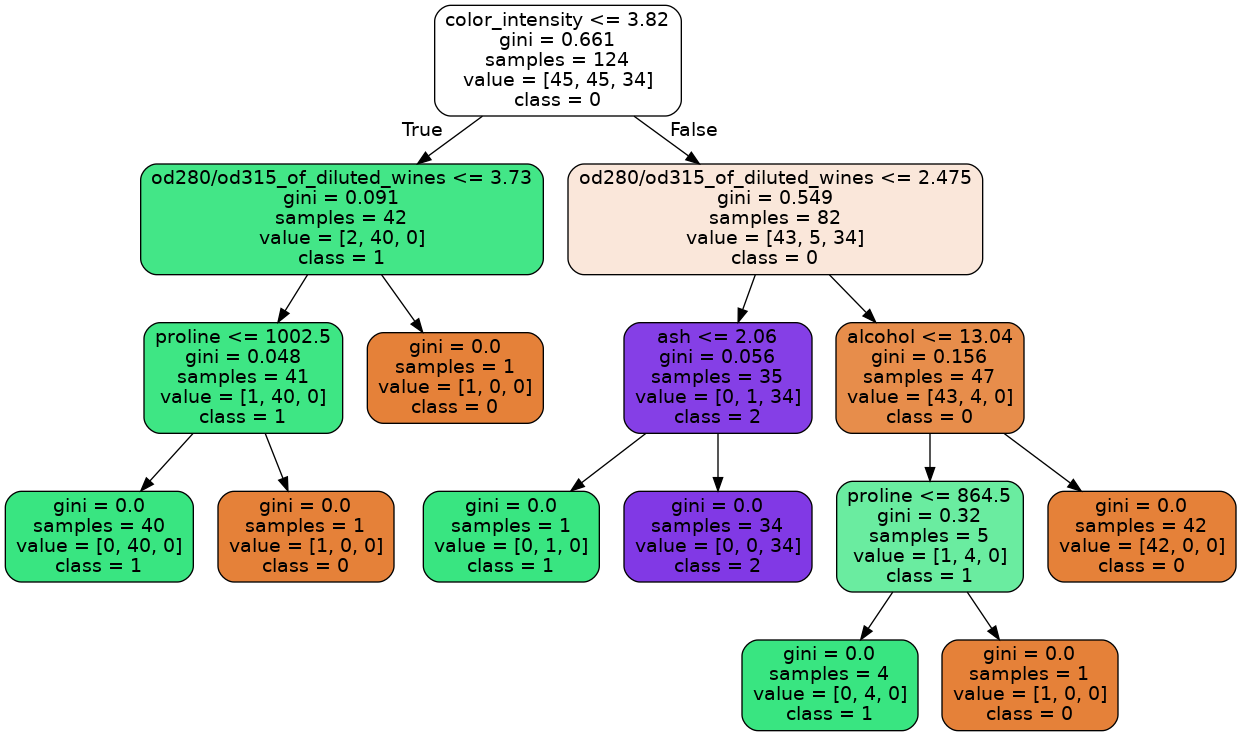 color_intensity <= 3.82
gini = 0.661
samples = 124
value = [45, 45, 34]
class = 0
True
False
od280/od315_of_diluted_wines <= 3.73
gini = 0.091
samples = 42
value = [2, 40, 0]
class = 1
od280/od315_of_diluted_wines <= 2.475
gini = 0.549
samples = 82
value = [43, 5, 34]
class = 0
proline <= 1002.5
gini = 0.048
samples = 41
value = [1, 40, 0]
class = 1
gini = 0.0
samples = 1
value = [1, 0, 0]
class = 0
ash <= 2.06
gini = 0.056
samples = 35
value = [0, 1, 34]
class = 2
alcohol <= 13.04
gini = 0.156
samples = 47
value = [43, 4, 0]
class = 0
gini = 0.0
samples = 40
value = [0, 40, 0]
class = 1
gini = 0.0
samples = 1
value = [1, 0, 0]
class = 0
gini = 0.0
samples = 1
value = [0, 1, 0]
class = 1
gini = 0.0
samples = 34
value = [0, 0, 34]
class = 2
proline <= 864.5
gini = 0.32
samples = 5
value = [1, 4, 0]
class = 1
gini = 0.0
samples = 42
value = [42, 0, 0]
class = 0
gini = 0.0
samples = 4
value = [0, 4, 0]
class = 1
gini = 0.0
samples = 1
value = [1, 0, 0]
class = 0